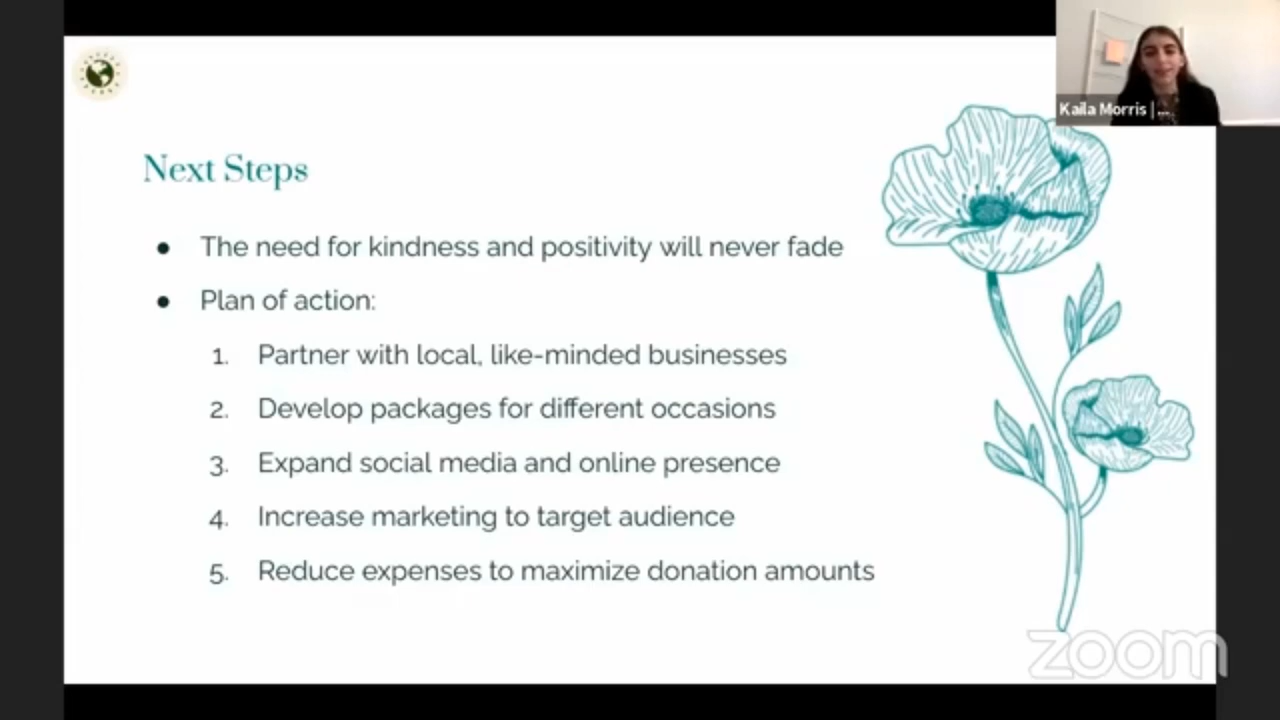 Kaila Morris | ...
Next Steps
● The need for kindness and positivity will never fade
● Plan of action:
1. Partner with local, like-minded businesses
2. Develop packages for different occasions
3. Expand social media and online presence
4. Increase marketing to target audience
5. Reduce expenses to maximize donation amounts
zoom